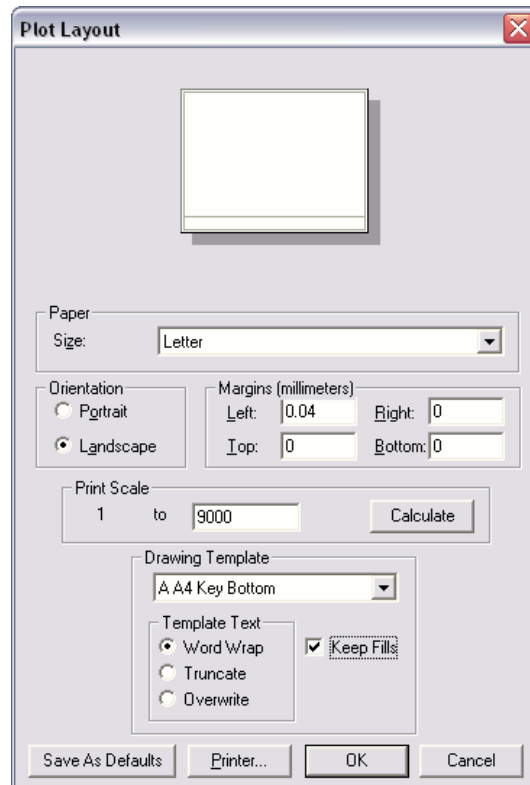 Plot Layout
Paper
Size: Letter
Orientation
Portrait
Landscape
Margins (millimeters)
Left: 0.04 Right: 0
Top: 0 Bottom: 0
Print Scale
1 to 9000 Calculate
Drawing Template
A A4 Key Bottom
Template Text
Word Wrap
Truncate
Overwrite
Keep Fills
Save As Defaults Printer... OK Cancel